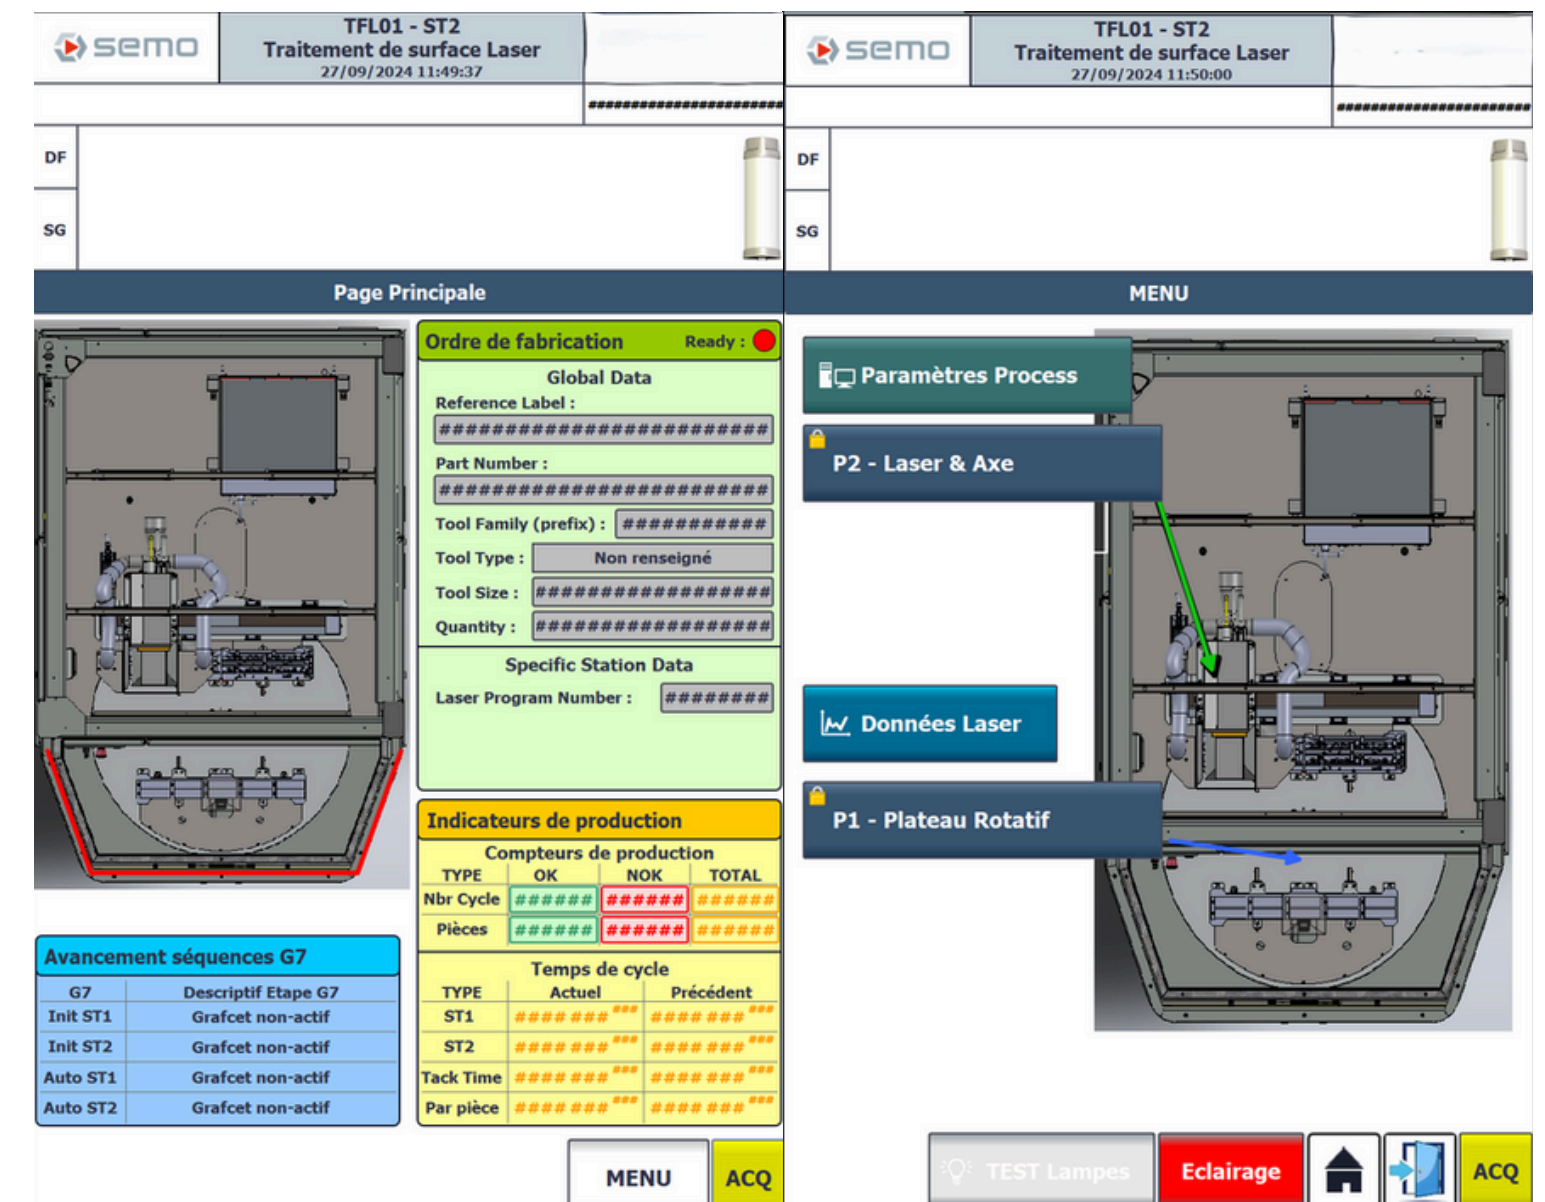 semo
TFL01 - ST2
Traitement de surface Laser
27/09/2024 11:49:37
#######################
DF
SG
Page Principale
Ordre de fabrication Ready :
Global Data
Reference Label :
#########################
Part Number :
#########################
Tool Family (prefix) : ###########
Tool Type : Non renseigné
Tool Size : ##################
Quantity : ##################
Specific Station Data
Laser Program Number : ########
Indicateurs de production
Compteurs de production
TYPE OK NOK TOTAL
Nbr Cycle ###### ###### ######
Pièces ###### ###### ######
Temps de cycle
TYPE Actuel Précédent
ST1 #### ### ### #### ### ###
ST2 #### ### ### #### ### ###
Tack Time #### ### ### #### ### ###
Par pièce #### ### ### #### ### ###
Avancement séquences G7
G7 Descriptif Etape G7
Init ST1 Grafcet non-actif
Init ST2 Grafcet non-actif
Auto ST1 Grafcet non-actif
Auto ST2 Grafcet non-actif
MENU ACQ
semo
TFL01 - ST2
Traitement de surface Laser
27/09/2024 11:50:00
#######################
DF
SG
MENU
Paramètres Process
P2 - Laser & Axe
Données Laser
P1 - Plateau Rotatif
TEST Lampes Eclairage ACQ